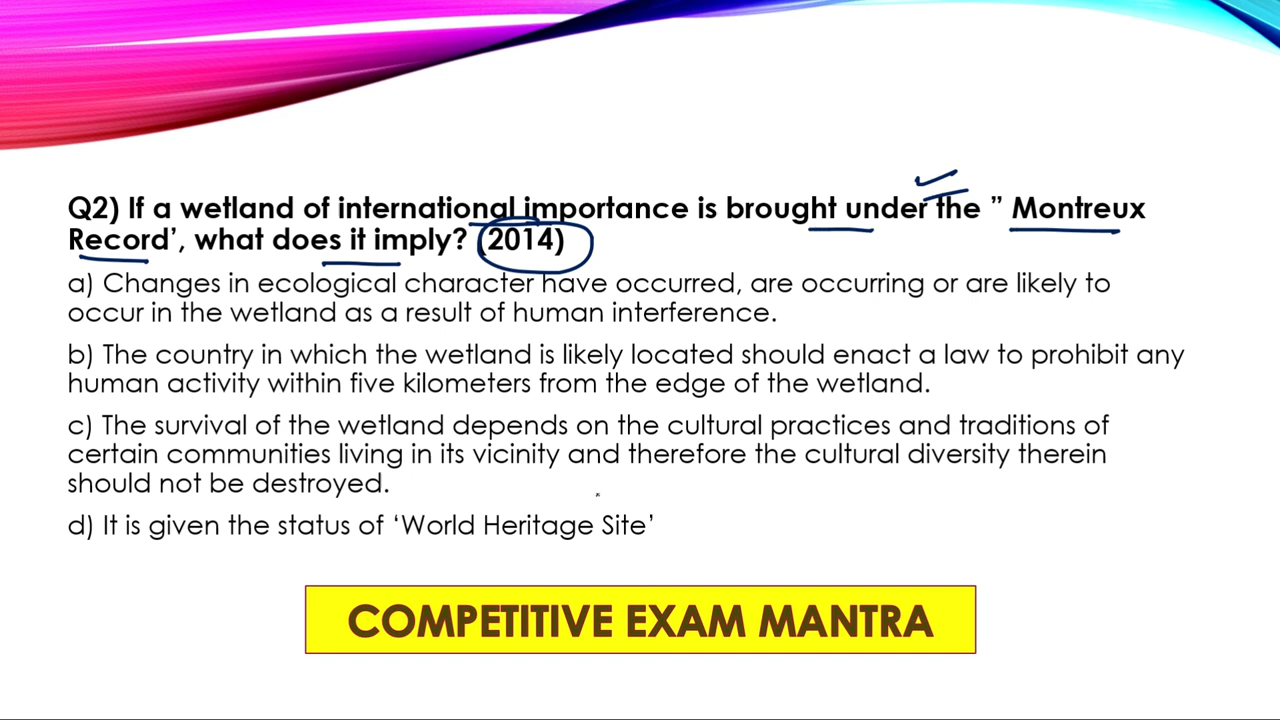 Q2) If a wetland of international importance is brought under the ” Montreux
Record’, what does it imply? (2014)
a) Changes in ecological character have occurred, are occurring or are likely to
occur in the wetland as a result of human interference.
b) The country in which the wetland is likely located should enact a law to prohibit any
human activity within five kilometers from the edge of the wetland.
c) The survival of the wetland depends on the cultural practices and traditions of
certain communities living in its vicinity and therefore the cultural diversity therein
should not be destroyed.
d) It is given the status of ‘World Heritage Site’
COMPETITIVE EXAM MANTRA